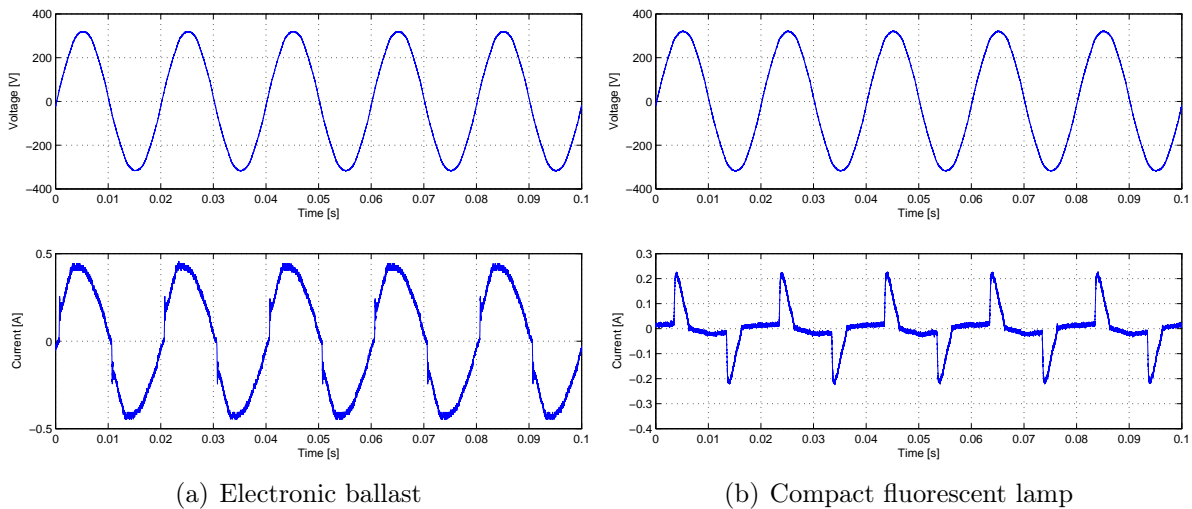 400
200
0
−200
−400
Voltage [V]
0 0.01 0.02 0.03 0.04 0.05 0.06 0.07 0.08 0.09 0.1
Time [s]
0.5
0
−0.5
Current [A]
0 0.01 0.02 0.03 0.04 0.05 0.06 0.07 0.08 0.09 0.1
Time [s]
(a) Electronic ballast
400
200
0
−200
−400
Voltage [V]
0 0.01 0.02 0.03 0.04 0.05 0.06 0.07 0.08 0.09 0.1
Time [s]
0.3
0.2
0.1
0
−0.1
−0.2
−0.3
−0.4
Current [A]
0 0.01 0.02 0.03 0.04 0.05 0.06 0.07 0.08 0.09 0.1
Time [s]
(b) Compact fluorescent lamp